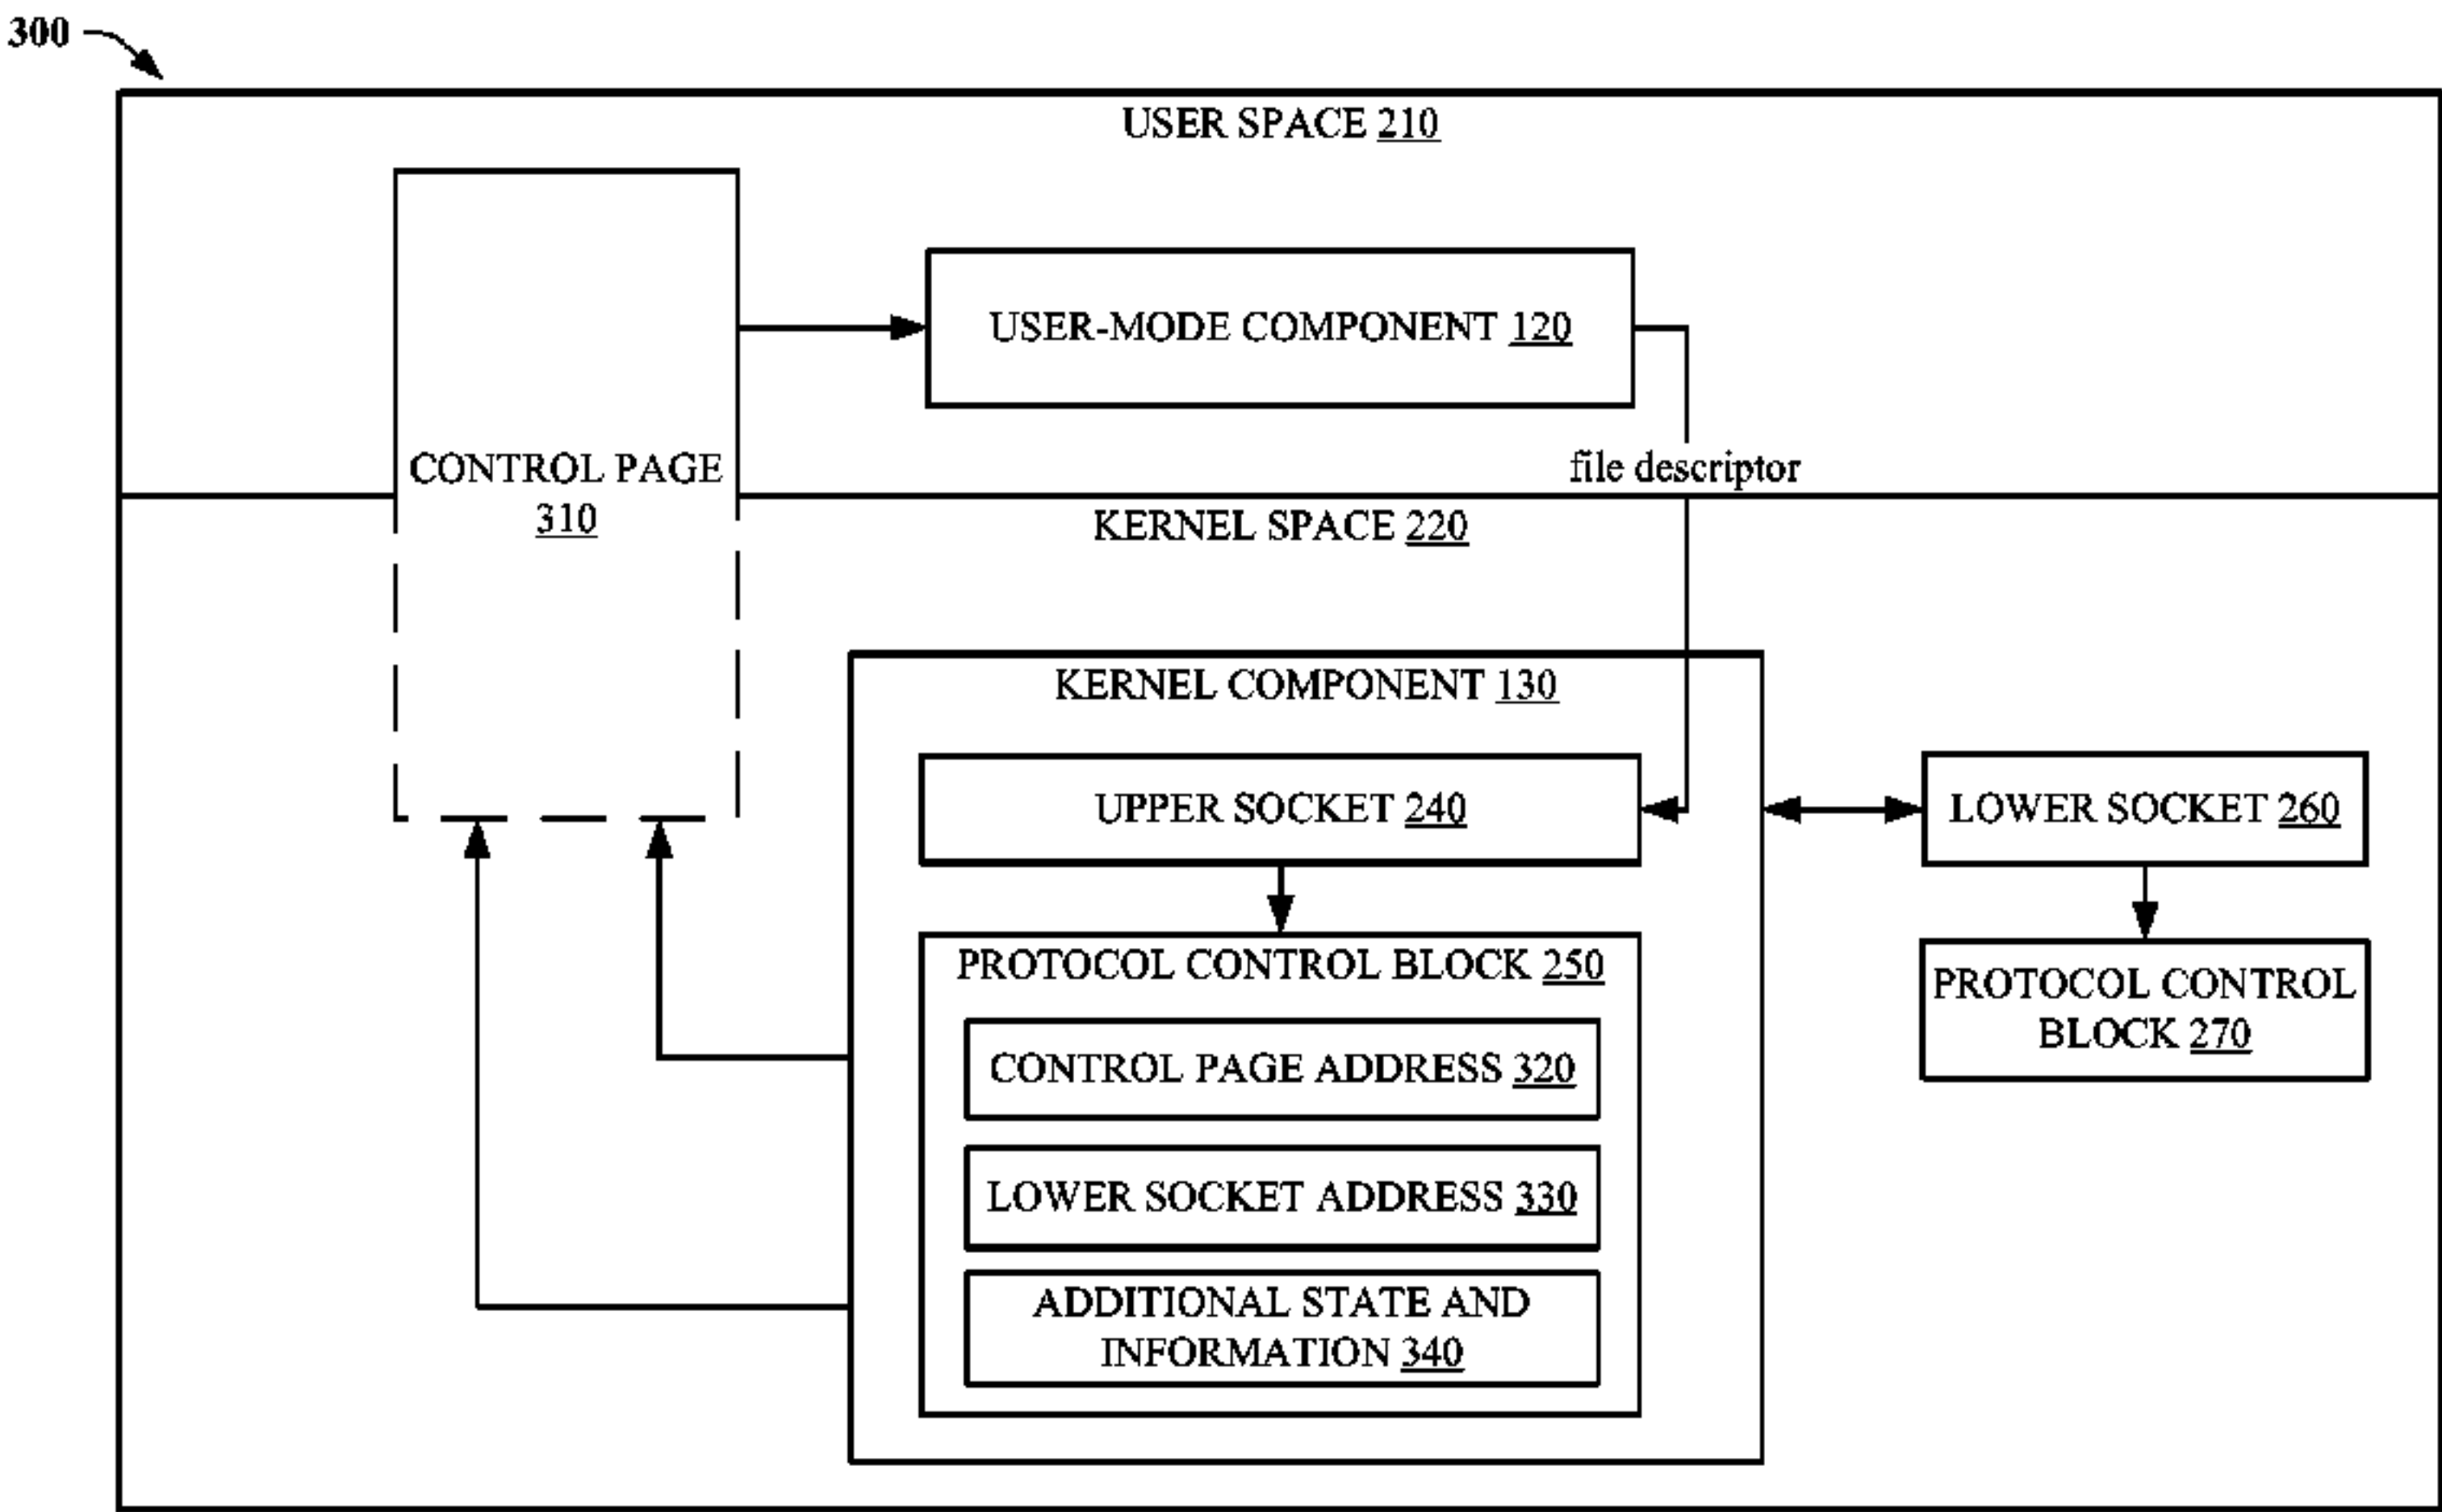 300
USER SPACE 210
USER-MODE COMPONENT 120
CONTROL PAGE
310
file descriptor
KERNEL SPACE 220
KERNEL COMPONENT 130
UPPER SOCKET 240
LOWER SOCKET 260
PROTOCOL CONTROL BLOCK 250
PROTOCOL CONTROL
BLOCK 270
CONTROL PAGE ADDRESS 320
LOWER SOCKET ADDRESS 330
ADDITIONAL STATE AND
INFORMATION 340